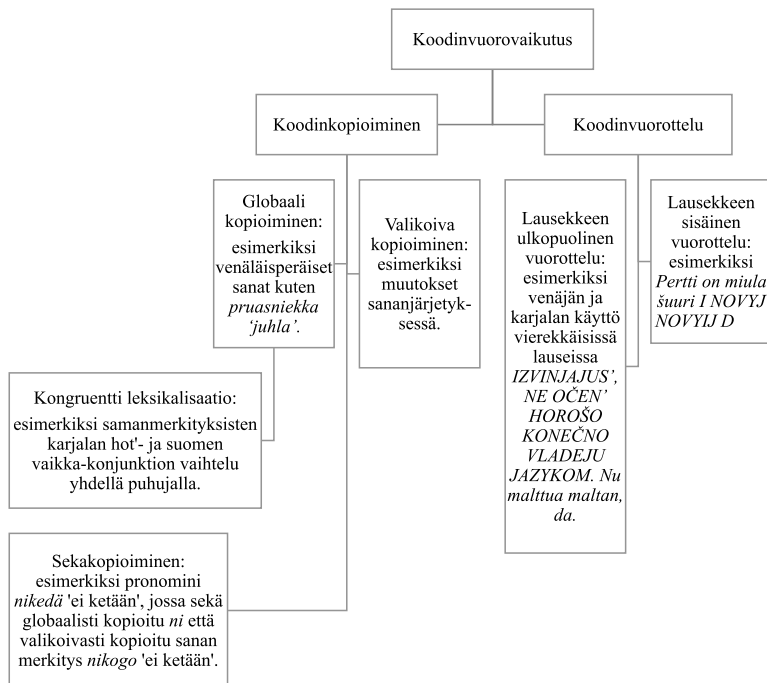 Koodinvuorovaikutus
Koodinkopioiminen
Koodinvuorottelu
Globaali
kopioiminen:
esimerkiksi
venäläisperäiset
sanat kuten
pruasniekka
‘juhla’.
Valikoiva
kopioiminen:
esimerkiksi
muutokset
sananjärjetyk-
sessä.
Lausekkeen
ulkopuolinen
vuorottelu:
esimerkiksi
venäjän ja
karjalan käyttö
vierekkäisissä
lauseissa
IZVINJAJUS’,
NE OČEN’
HOROŠO
KONEČNO
VLADEJU
JAZYKOM. Nu
malttua maltan,
da.
Lausekkeen
sisäinen
vuorottelu:
esimerkiksi
Pertti on miula
šuuri I NOVYJ
NOVYIJ D
Kongruentti leksikalisaatio:
esimerkiksi samanmerkityksisten
karjalan hot'- ja suomen
vaikka-konjunktion vaihtelu
yhdellä puhujalla.
Sekakopioiminen:
esimerkiksi pronomini
nikedä 'ei ketään', jossa sekä
globaalisti kopioitu ni että
valikoivasti kopioitu sanan
merkitys nikogo 'ei ketään'.